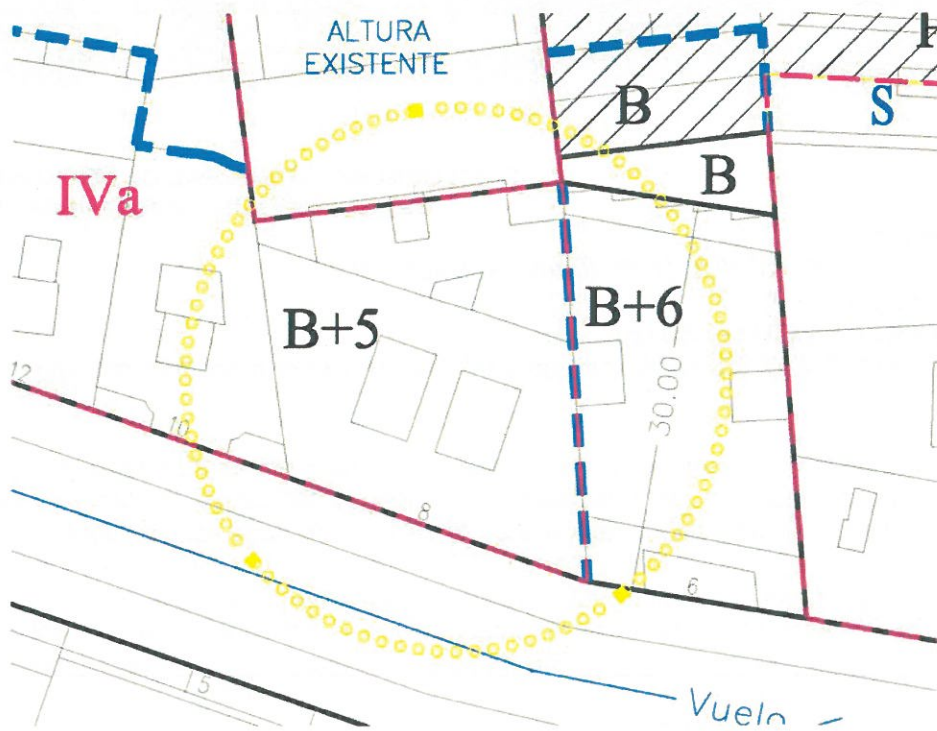 ALTURA
EXISTENTE
B
S
IVa
B
B+5
B+6
30.00
12
10
8
6
5
Vuelo